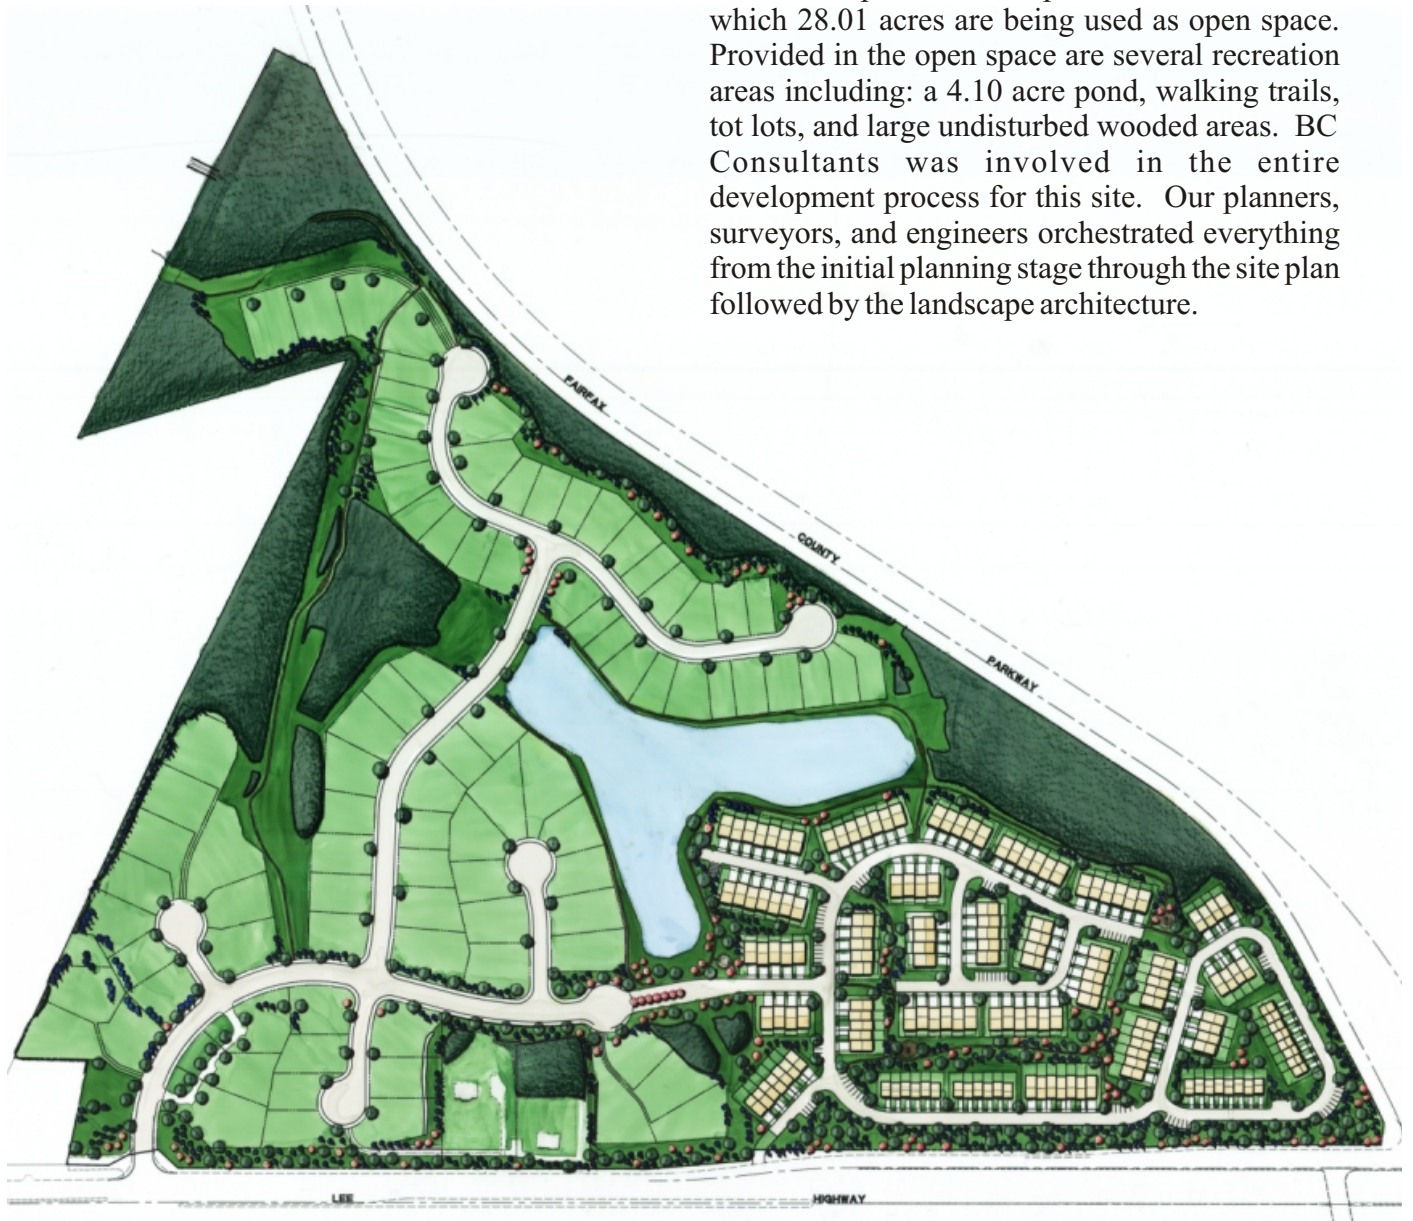 which 28.01 acres are being used as open space.
Provided in the open space are several recreation
areas including: a 4.10 acre pond, walking trails,
tot lots, and large undisturbed wooded areas. BC
Consultants was involved in the entire
development process for this site. Our planners,
surveyors, and engineers orchestrated everything
from the initial planning stage through the site plan
followed by the landscape architecture.
FAIRFAX
COUNTY
PARKWAY
LEE
HIGHWAY